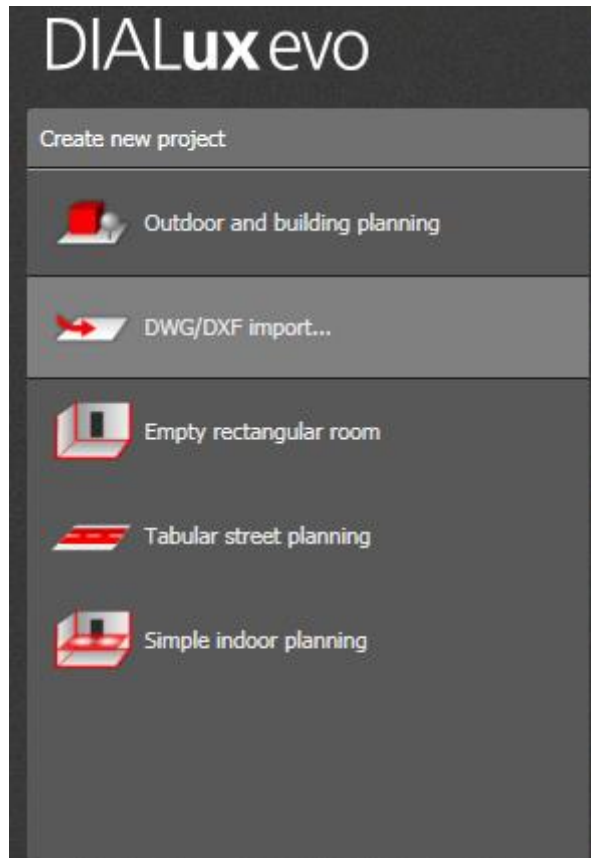 DIALux evo
Create new project
Outdoor and building planning
DWG/DXF import...
Empty rectangular room
Tabular street planning
Simple indoor planning